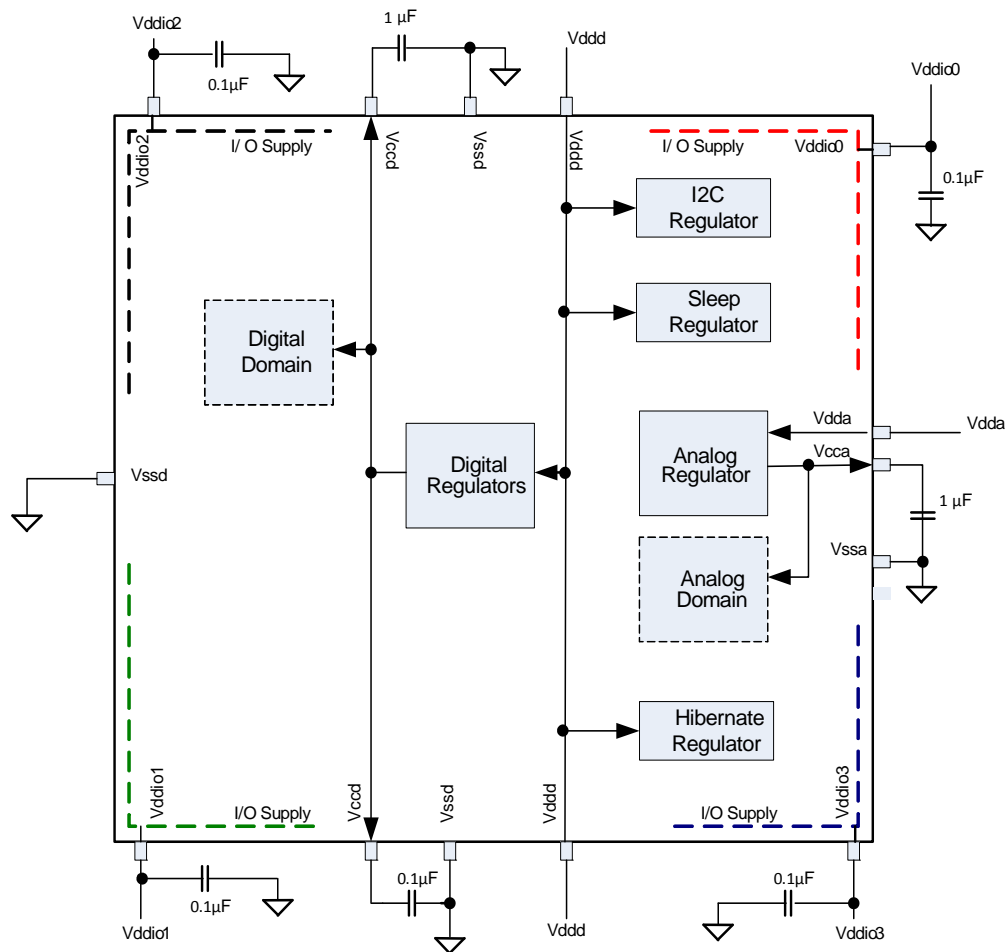 Vddio2
1 µF
Vddd
0.1µF
Vddio0
I/ O Supply
Vddio2
Vccd
Vssd
Vddd
I/ O Supply
Vddio0
0.1µF
I2C
Regulator
Sleep
Regulator
Digital
Domain
Vdda
Vdda
Analog
Regulator
Vcca
Digital
Regulators
Vssd
1 µF
Vssa
Analog
Domain
Hibernate
Regulator
Vddio1
I/O Supply
Vccd
Vssd
Vddd
I/O Supply
Vddio3
0.1µF
0.1µF
0.1µF
Vddio1
Vddd
Vddio3